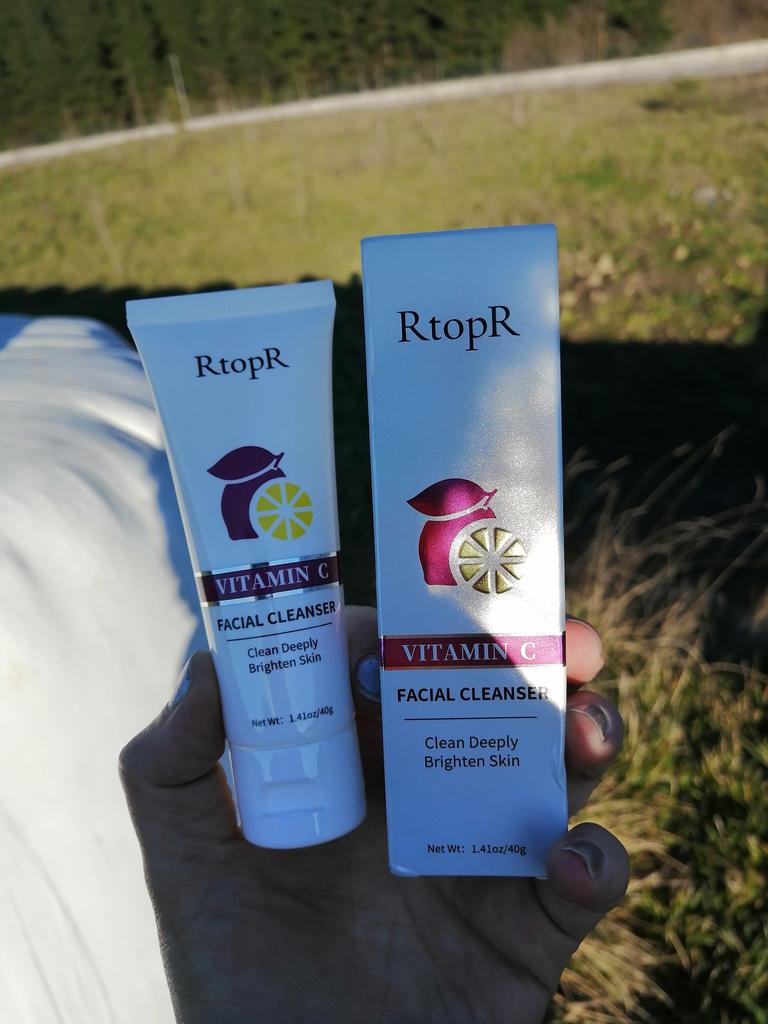 RtopR
VITAMIN C
FACIAL CLEANSER
Clean Deeply
Brighten Skin
Net Wt: 1.41oz/40g
RtopR
VITAMIN C
FACIAL CLEANSER
Clean Deeply
Brighten Skin
Net Wt: 1.41oz/40g